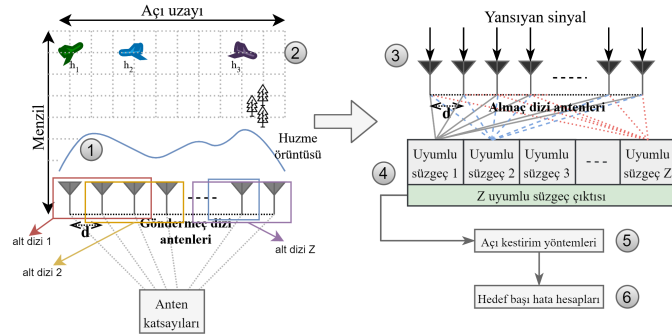 Açı uzayı
Menzil
h1
h2
h3
2
1
Huzme
örüntüsü
d
Göndermeç dizi
antenleri
alt dizi 1
alt dizi 2
alt dizi Z
Anten
katsayıları
Yansıyan sinyal
3
d
Almaç dizi antenleri
4
Uyumlu
süzgeç 1
Uyumlu
süzgeç 2
Uyumlu
süzgeç 3
Uyumlu
süzgeç Z
Z uyumlu süzgeç çıktısı
Açı kestirim yöntemleri
5
Hedef başı hata hesapları
6